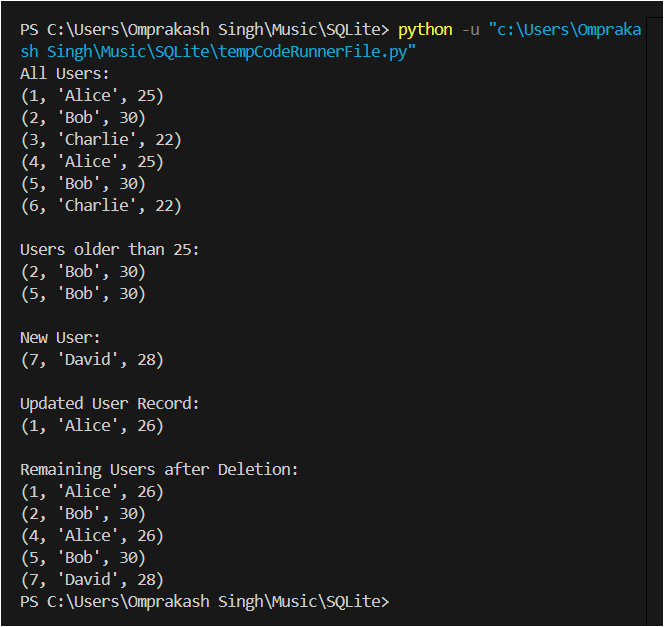 PS C:\Users\Omprakash Singh\Music\SQLite> python -u "c:\Users\Ompraka
sh Singh\Music\SQLite\tempCodeRunnerFile.py"
All Users:
(1, 'Alice', 25)
(2, 'Bob', 30)
(3, 'Charlie', 22)
(4, 'Alice', 25)
(5, 'Bob', 30)
(6, 'Charlie', 22)

Users older than 25:
(2, 'Bob', 30)
(5, 'Bob', 30)

New User:
(7, 'David', 28)

Updated User Record:
(1, 'Alice', 26)

Remaining Users after Deletion:
(1, 'Alice', 26)
(2, 'Bob', 30)
(4, 'Alice', 26)
(5, 'Bob', 30)
(7, 'David', 28)
PS C:\Users\Omprakash Singh\Music\SQLite>